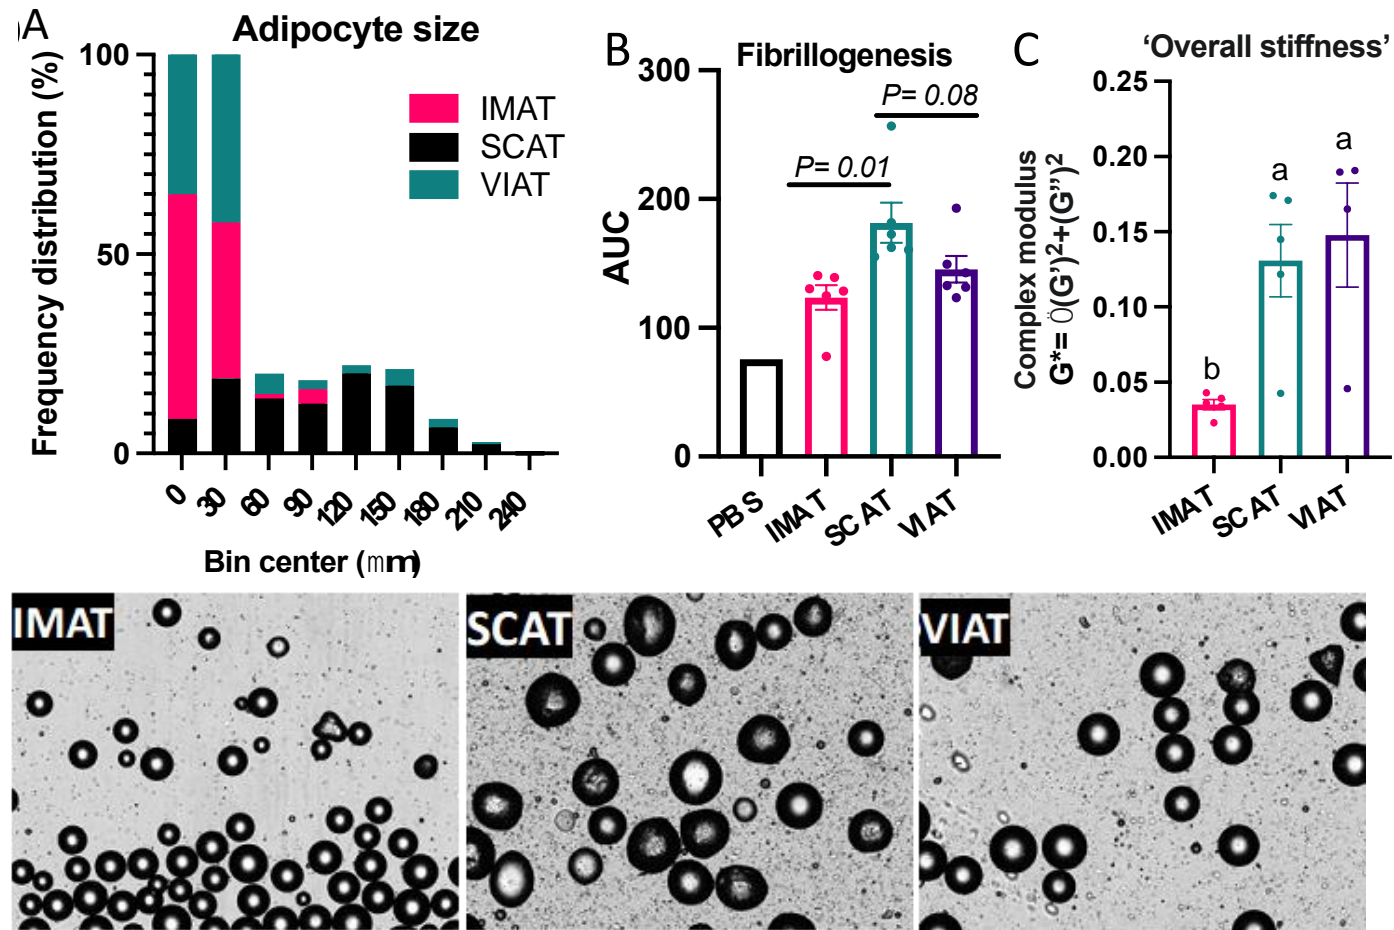 A
Adipocyte size
Frequency distribution (%)
100
50
0
IMAT
SCAT
VIAT
0
30
60
90
120
150
180
210
240
Bin center (mm)
B
Fibrillogenesis
AUC
300
200
100
0
P= 0.01
P= 0.08
PBS
IMAT
SCAT
VIAT
C
‘Overall stiffness’
Complex modulus
G*= Ö(G’)²+(G”)²
0.25
0.20
0.15
0.10
0.05
0.00
b
a
a
IMAT
SCAT
VIAT
IMAT
SCAT
VIAT